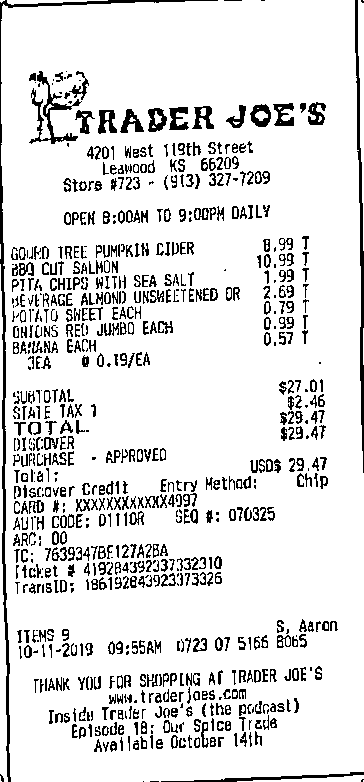 TRADER JOE'S
4201 West 119th Street
Leawood KS 66209
Store #723 - (913) 327-7209
OPEN 8:00AM TO 9:00PM DAILY
GOURD TREE PUMPKIN CIDER 8.99 T
BBQ CUT SALMON 10.99 T
PITA CHIPS WITH SEA SALT 1.99 T
BEVERAGE ALMOND UNSWEETENED OR 2.69 T
POTATO SWEET EACH 0.79 T
ONIONS RED JUMBO EACH 0.99 T
BANANA EACH 0.57 T
3EA @ 0.19/EA
SUBTOTAL $27.01
STATE TAX 1 $2.46
TOTAL $29.47
DISCOVER $29.47
PURCHASE - APPROVED
Total: USD$ 29.47
Discover Credit Entry Method: Chip
CARD #: XXXXXXXXXXXX4997
AUTH CODE: 01110R SEQ #: 070325
ARC: 00
TC: 7639347BE127A2BA
Ticket # 419284392337332310
TransID: 186192843923373326
ITEMS 9 S, Aaron
10-11-2019 09:55AM 0723 07 5166 8065
THANK YOU FOR SHOPPING AT TRADER JOE'S
www.traderjoes.com
Inside Trader Joe's (the podcast)
Episode 18: Our Spice Trade
Available October 14th